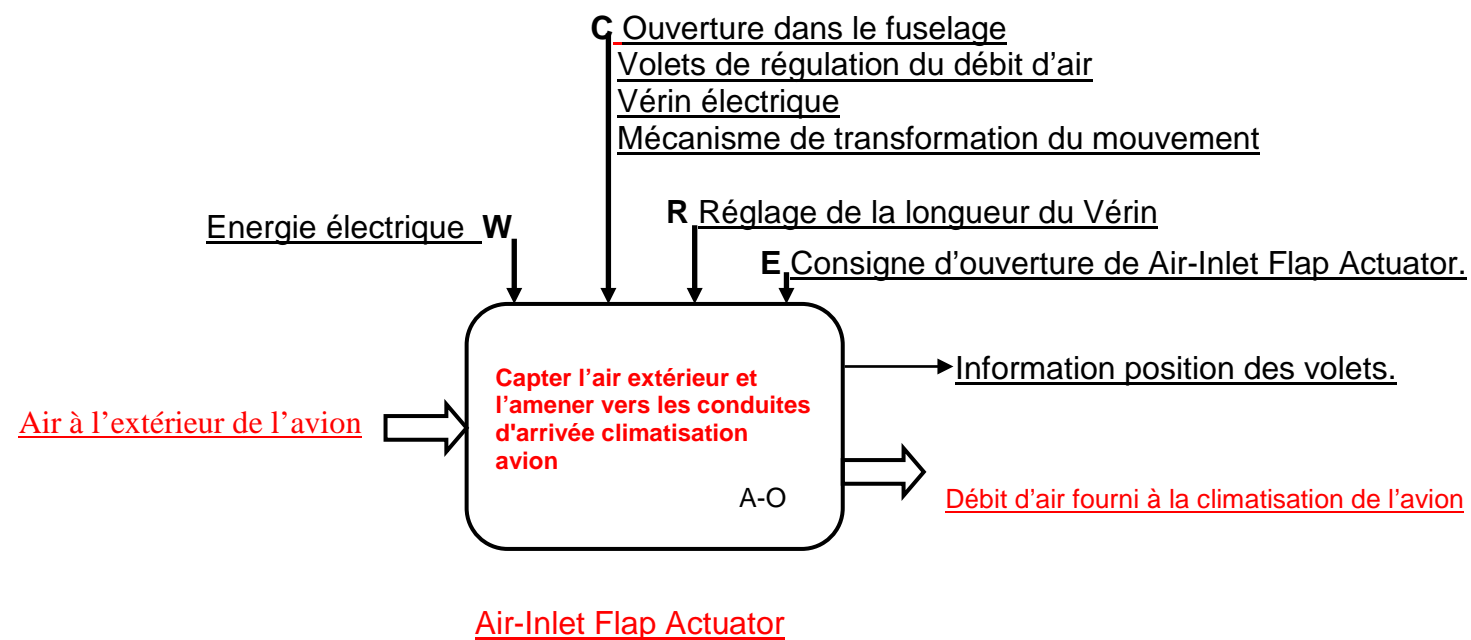 C Ouverture dans le fuselage
Volets de régulation du débit d’air
Vérin électrique
Mécanisme de transformation du mouvement
Energie électrique W
R Réglage de la longueur du Vérin
E Consigne d’ouverture de Air-Inlet Flap Actuator.
Capter l’air extérieur et
l’amener vers les conduites
d'arrivée climatisation
avion
A-O
Information position des volets.
Air à l’extérieur de l’avion
Débit d’air fourni à la climatisation de l’avion
Air-Inlet Flap Actuator